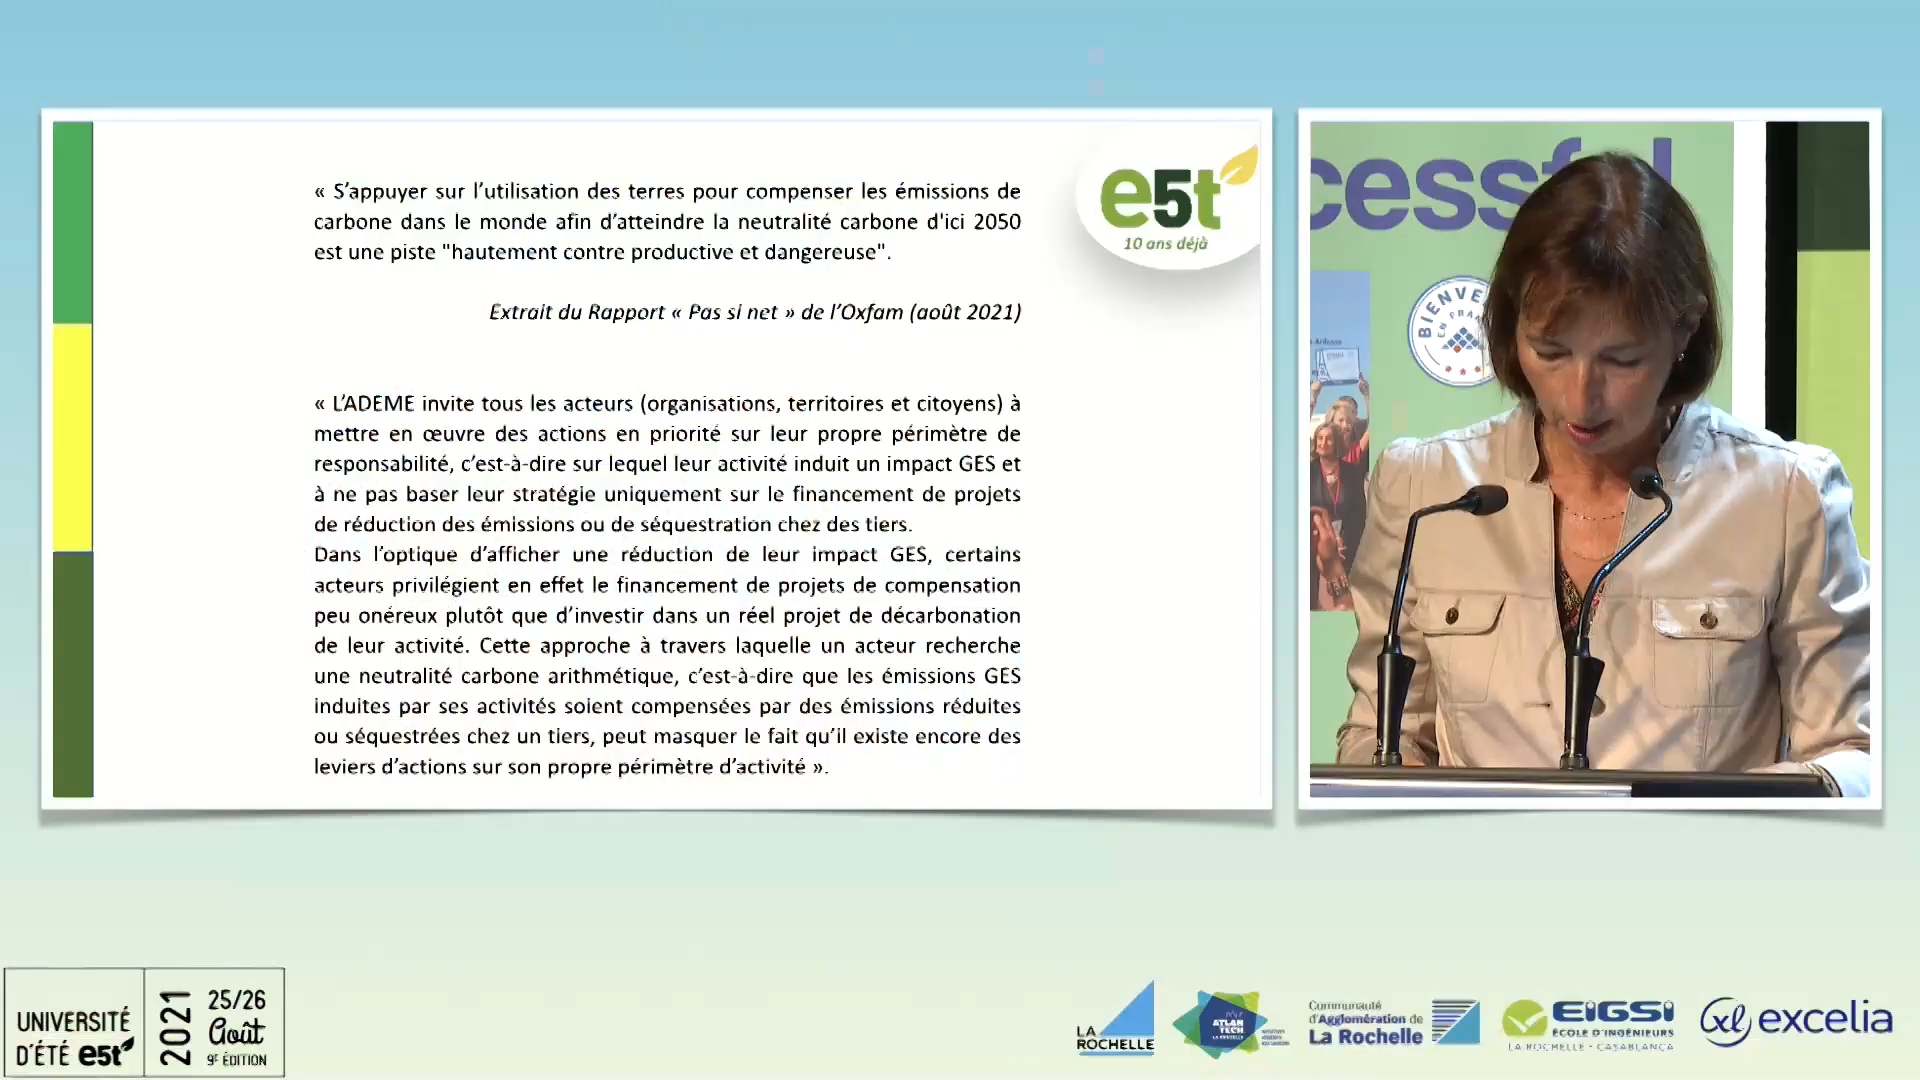 « S’appuyer sur l’utilisation des terres pour compenser les émissions de
carbone dans le monde afin d’atteindre la neutralité carbone d'ici 2050
est une piste "hautement contre productive et dangereuse".
Extrait du Rapport « Pas si net » de l’Oxfam (août 2021)
« L’ADEME invite tous les acteurs (organisations, territoires et citoyens) à
mettre en œuvre des actions en priorité sur leur propre périmètre de
responsabilité, c’est-à-dire sur lequel leur activité induit un impact GES et
à ne pas baser leur stratégie uniquement sur le financement de projets
de réduction des émissions ou de séquestration chez des tiers.
Dans l’optique d’afficher une réduction de leur impact GES, certains
acteurs privilégient en effet le financement de projets de compensation
peu onéreux plutôt que d’investir dans un réel projet de décarbonation
de leur activité. Cette approche à travers laquelle un acteur recherche
une neutralité carbone arithmétique, c’est-à-dire que les émissions GES
induites par ses activités soient compensées par des émissions réduites
ou séquestrées chez un tiers, peut masquer le fait qu’il existe encore des
leviers d’actions sur son propre périmètre d’activité ».
e5t
10 ans déjà
cessful
BIENVE
EN FRAN
UNIVERSITÉ
D'ÉTÉ e5t
2021
25/26
Août
9E ÉDITION
LA
ROCHELLE
ATLAN
TECH
LA ROCHELLE
Communauté
d'Agglomération de
La Rochelle
EIGSI
ÉCOLE D'INGÉNIEURS
LA ROCHELLE - CASABLANCA
xl excelia